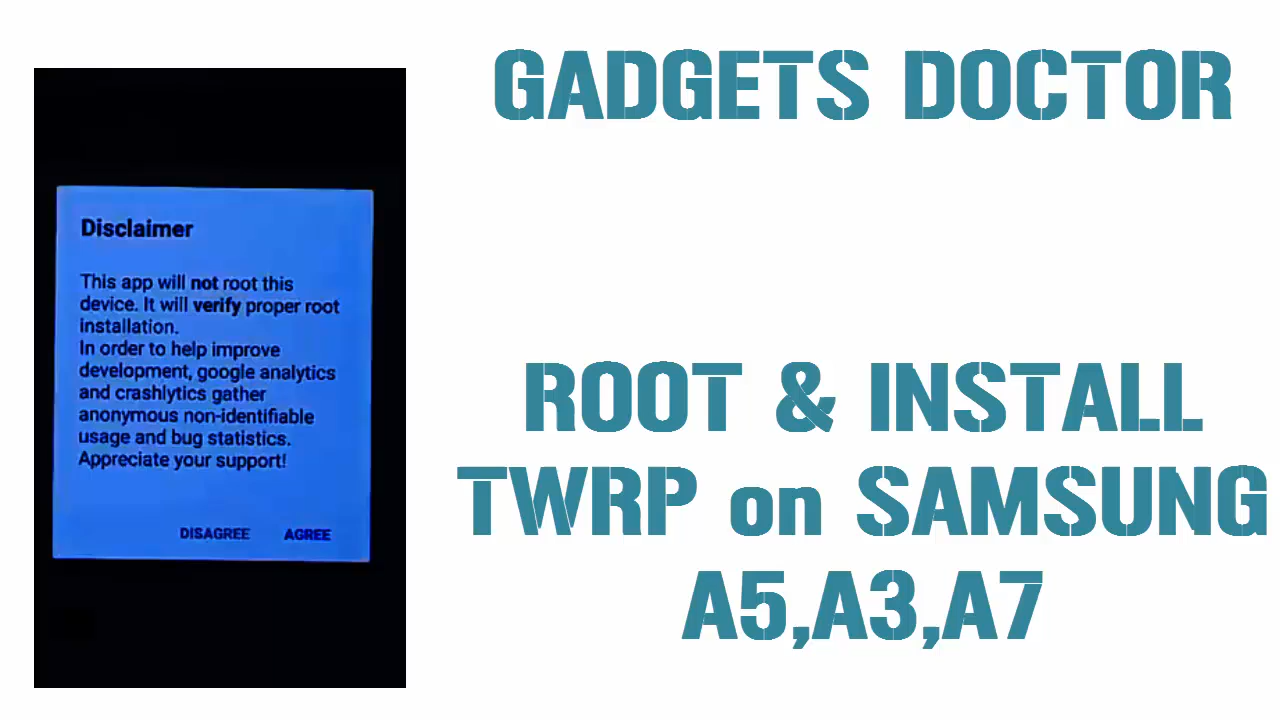 GADGETS DOCTOR
Disclaimer
This app will not root this
device. It will verify proper root
installation.
In order to help improve
development, google analytics
and crashlytics gather
anonymous non-identifiable
usage and bug statistics.
Appreciate your support!
DISAGREE AGREE
ROOT & INSTALL
TWRP on SAMSUNG
A5,A3,A7